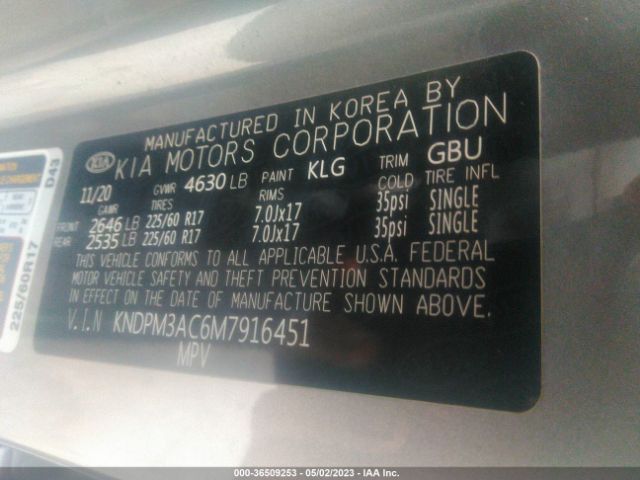 MANUFACTURED IN KOREA BY
KIA KIA MOTORS CORPORATION
11/20 GVWR 4630 LB PAINT KLG TRIM GBU
GAWR TIRES RIMS COLD TIRE INFL
FRONT 2646 LB 225/60 R17 7.0Jx17 35psi SINGLE
REAR 2535 LB 225/60 R17 7.0Jx17 35psi SINGLE
THIS VEHICLE CONFORMS TO ALL APPLICABLE U.S.A. FEDERAL
MOTOR VEHICLE SAFETY AND THEFT PREVENTION STANDARDS
IN EFFECT ON THE DATE OF MANUFACTURE SHOWN ABOVE.
V.I.N KNDPM3AC6M7916451
MPV
D43
225/60R17
000-36509253 - 05/02/2023 - IAA Inc.